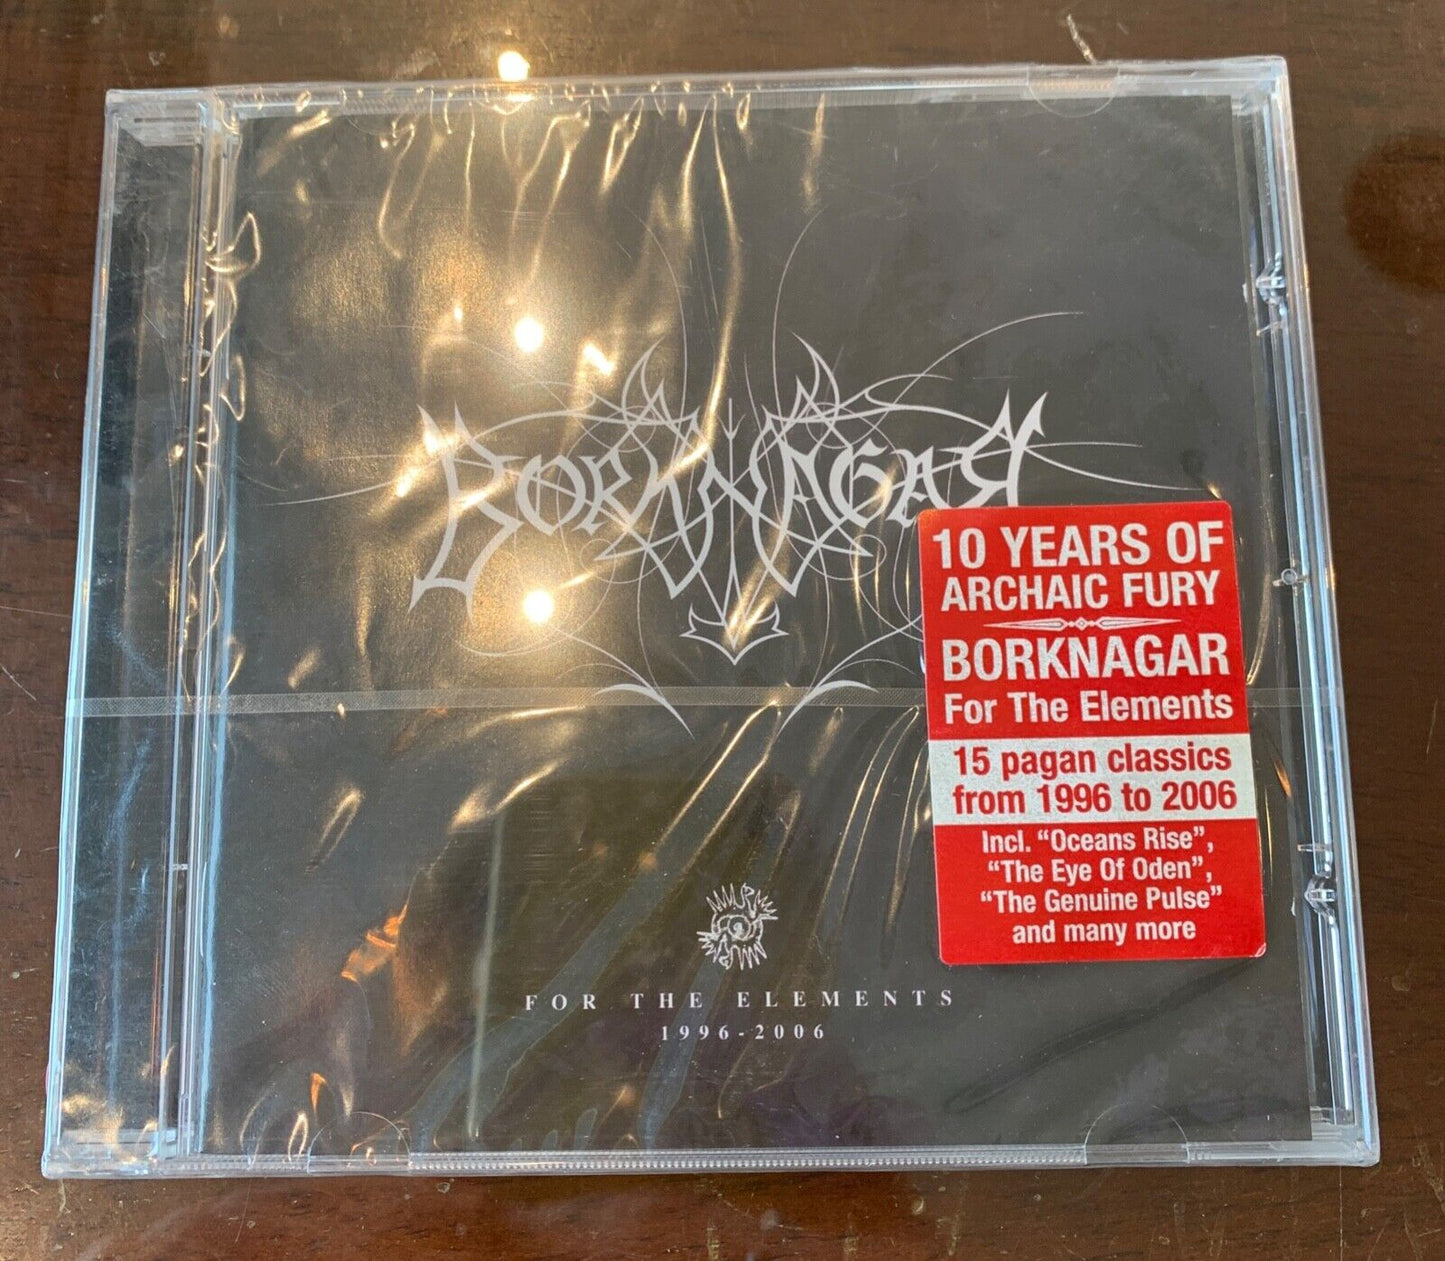 BORKNAGAR
10 YEARS OF
ARCHAIC FURY
BORKNAGAR
For The Elements
15 pagan classics
from 1996 to 2006
Incl. “Oceans Rise”,
“The Eye Of Oden”,
“The Genuine Pulse”
and many more
FOR THE ELEMENTS
1996-2006